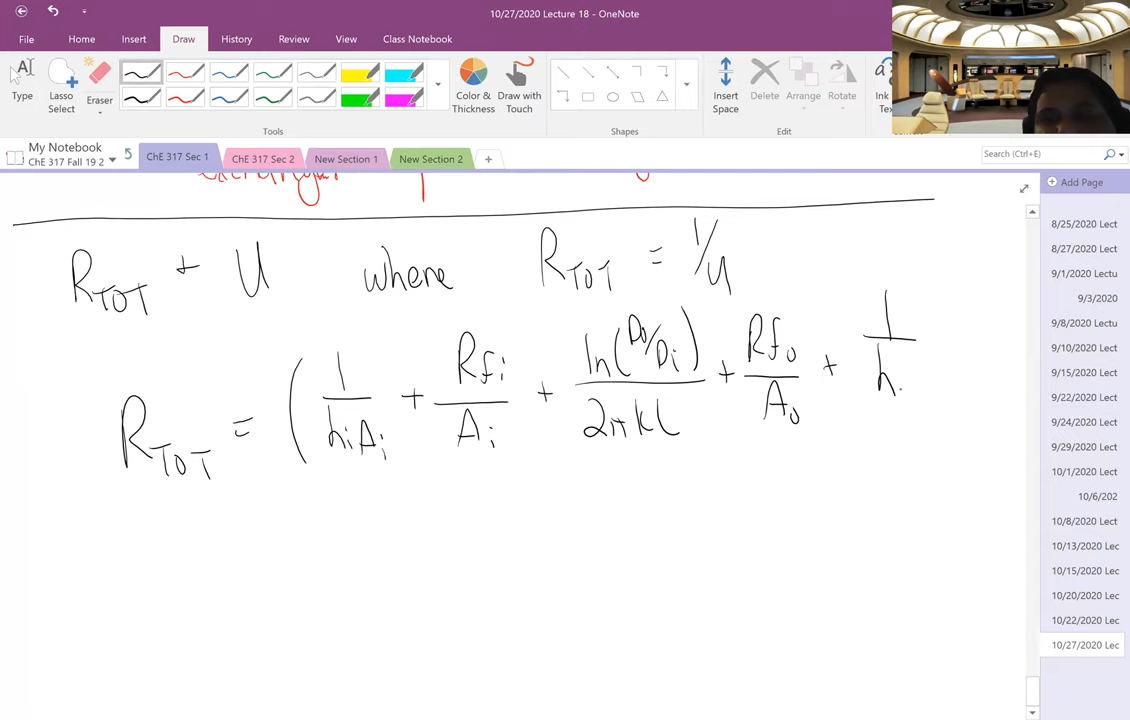 10/27/2020 Lecture 18 - OneNote
File Home Insert Draw History Review View Class Notebook
Type Lasso Select Eraser Color & Thickness Draw with Touch Insert Space Delete Arrange Rotate Ink
Tools Shapes Edit
My Notebook
ChE 317 Fall 19 2
ChE 317 Sec 1 ChE 317 Sec 2 New Section 1 New Section 2 +
Search (Ctrl+E)
Add Page
8/25/2020 Lect
8/27/2020 Lect
9/1/2020 Lectu
9/3/2020
9/8/2020 Lectu
9/10/2020 Lect
9/15/2020 Lect
9/22/2020 Lect
9/24/2020 Lect
9/29/2020 Lect
10/1/2020 Lect
10/6/202
10/8/2020 Lect
10/13/2020 Lec
10/15/2020 Lec
10/20/2020 Lec
10/22/2020 Lec
10/27/2020 Lec
R_TOT + U where R_TOT = 1/U
R_TOT = ( 1/(h_i A_i) + Rf_i/A_i + ln(D_o/D_i)/(2πkL) + Rf_o/A_o + 1/h